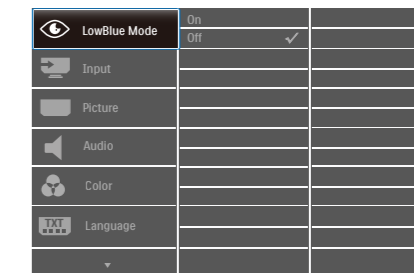 LowBlue Mode
On
Off
Input
Picture
Audio
Color
TXT
Language